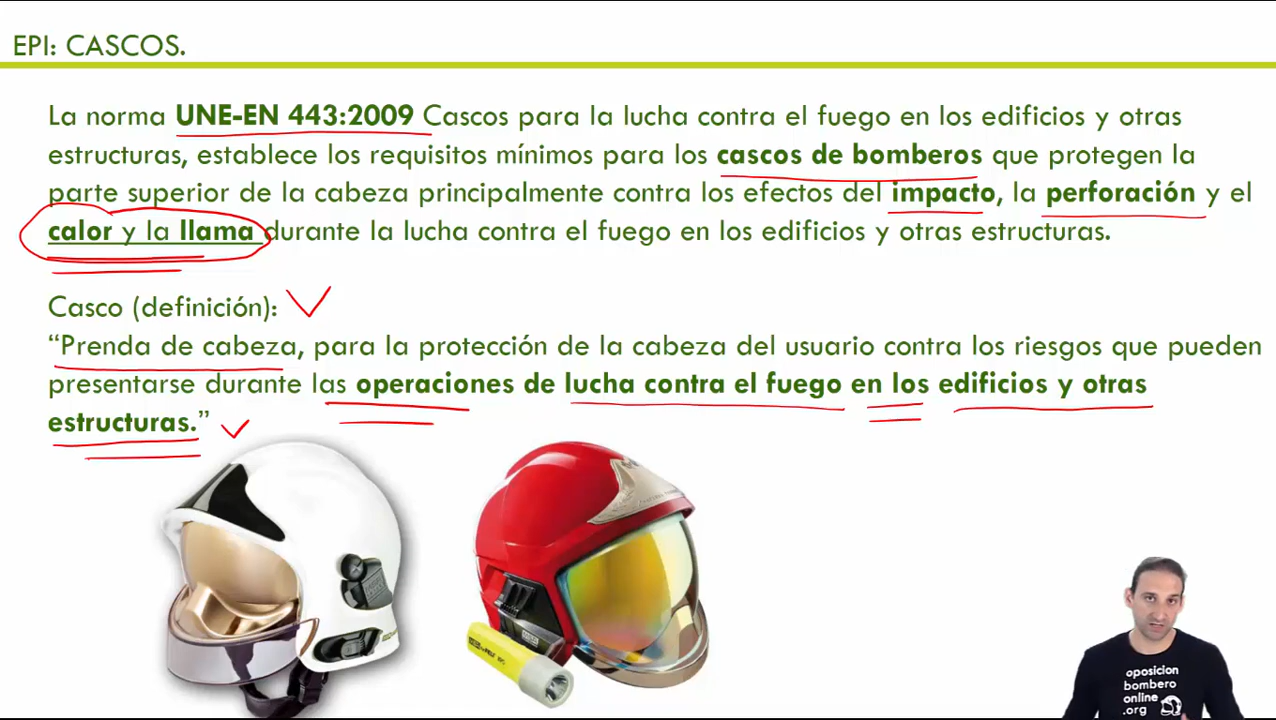 EPI: CASCOS.
La norma UNE-EN 443:2009 Cascos para la lucha contra el fuego en los edificios y otras
estructuras, establece los requisitos mínimos para los cascos de bomberos que protegen la
parte superior de la cabeza principalmente contra los efectos del impacto, la perforación y el
calor y la llama durante la lucha contra el fuego en los edificios y otras estructuras.
Casco (definición):
“Prenda de cabeza, para la protección de la cabeza del usuario contra los riesgos que pueden
presentarse durante las operaciones de lucha contra el fuego en los edificios y otras
estructuras.”
oposicion
bombero
online
.org